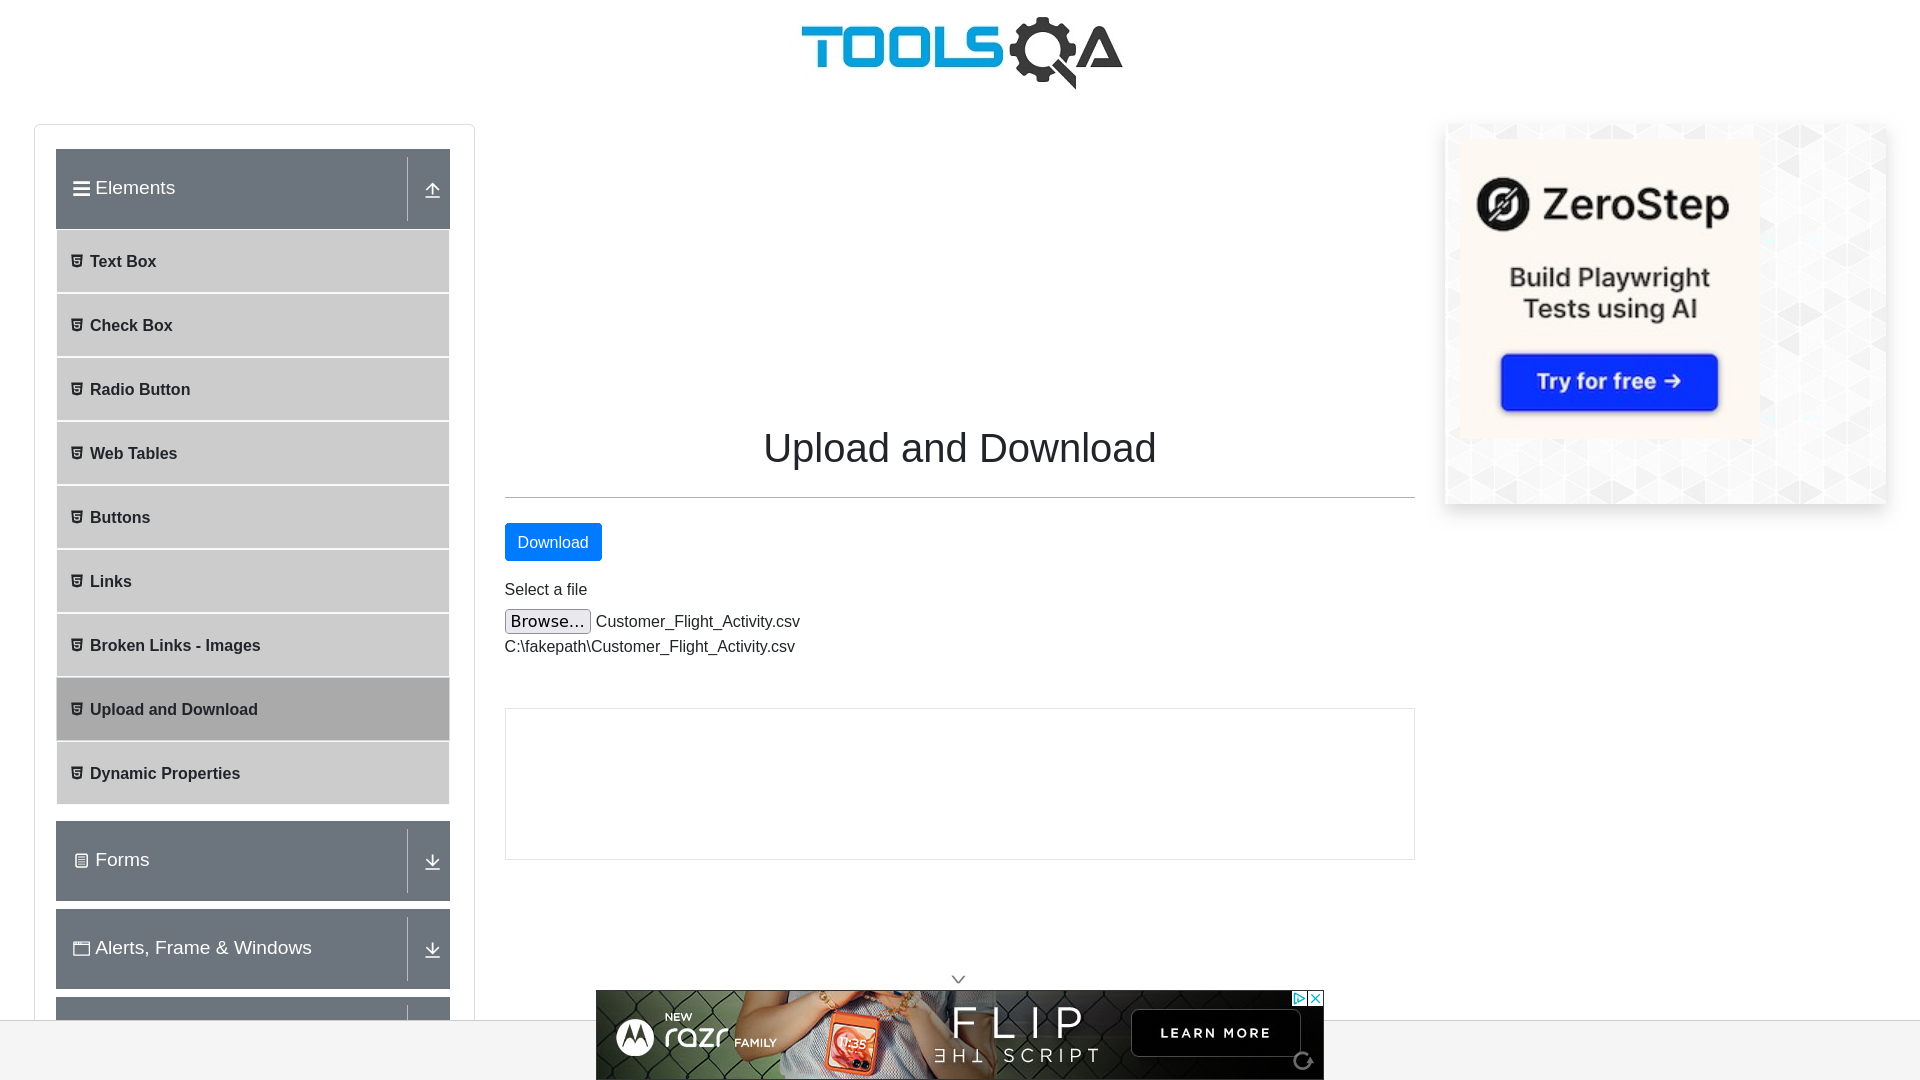 TOOLSQA
Elements
Text Box
Check Box
Radio Button
Web Tables
Buttons
Links
Broken Links - Images
Upload and Download
Dynamic Properties
Forms
Alerts, Frame & Windows
Upload and Download
Download
Select a file
Browse... Customer_Flight_Activity.csv
C:\fakepath\Customer_Flight_Activity.csv
ZeroStep
Build Playwright
Tests using AI
Try for free →
NEW
razr FAMILY
11:35
FLIP
THE SCRIPT
LEARN MORE